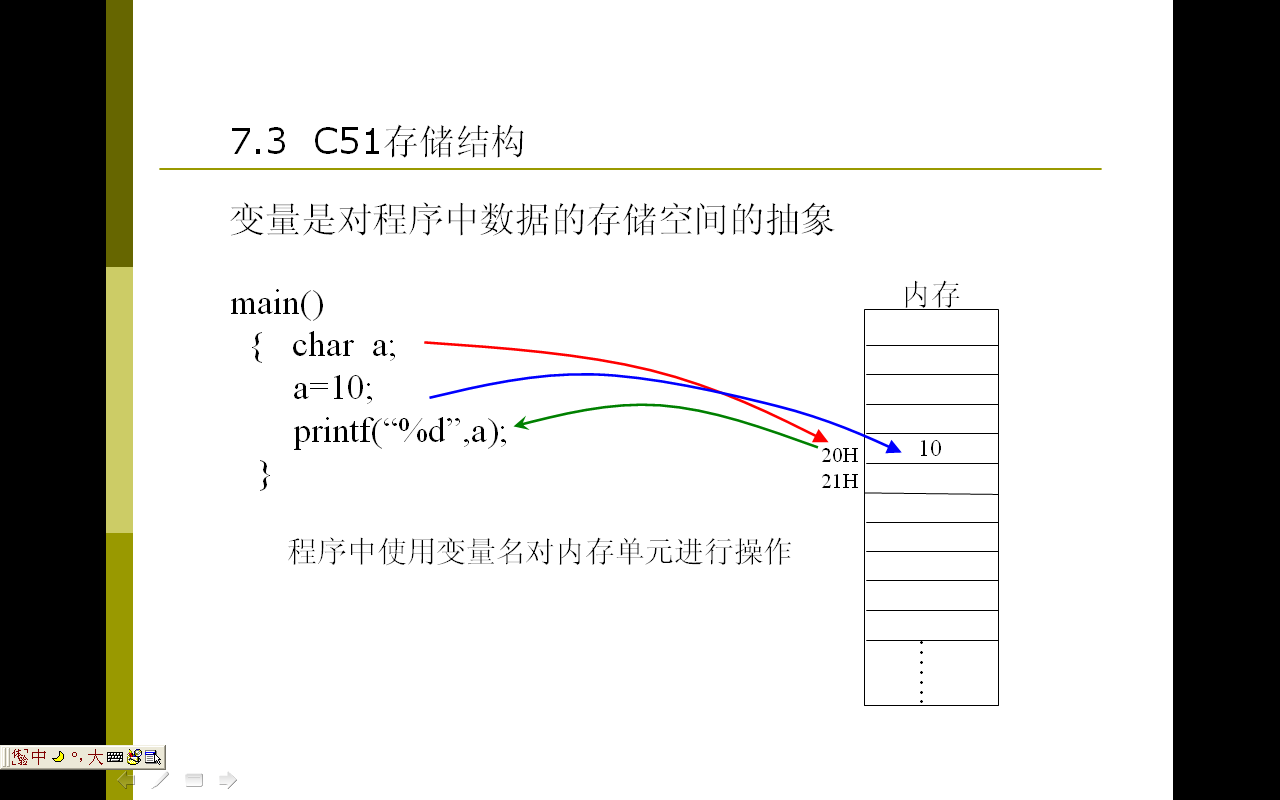 7.3 C51存储结构
变量是对程序中数据的存储空间的抽象
main()
{ char a;
a=10;
printf(“%d”,a);
}
程序中使用变量名对内存单元进行操作
内存
20H
10
21H
中
大